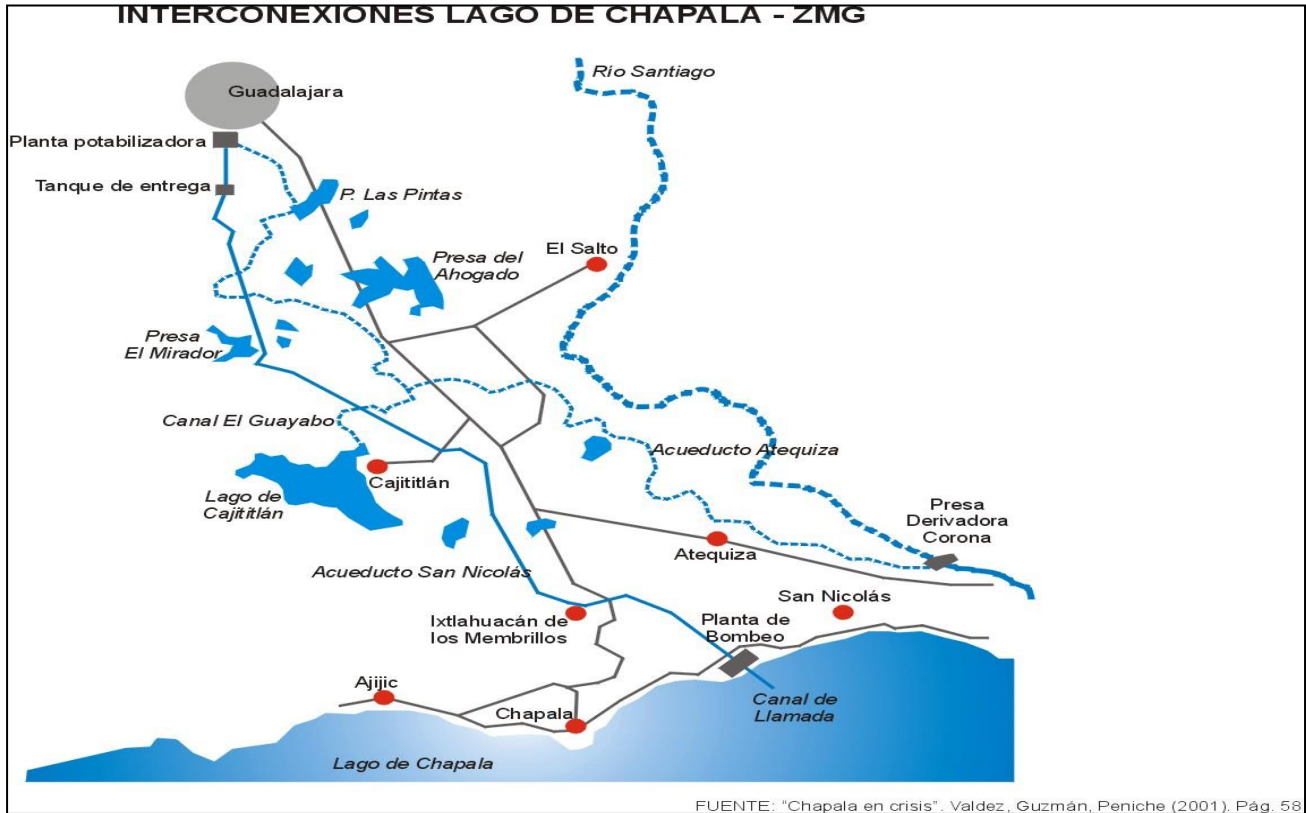 INTERCONEXIONES LAGO DE CHAPALA - ZMG
Río Santiago
Guadalajara
Planta potabilizadora
Tanque de entrega
P. Las Pintas
El Salto
Presa del
Ahogado
Presa
El Mirador
Canal El Guayabo
Acueducto Atequiza
Cajititlán
Lago de
Cajititlán
Presa
Derivadora
Corona
Atequiza
Acueducto San Nicolás
San Nicolás
Ixtlahuacán de
los Membrillos
Planta de
Bombeo
Ajijic
Canal de
Llamada
Chapala
Lago de Chapala
FUENTE: "Chapala en crisis". Valdez, Guzmán, Peniche (2001). Pág. 58